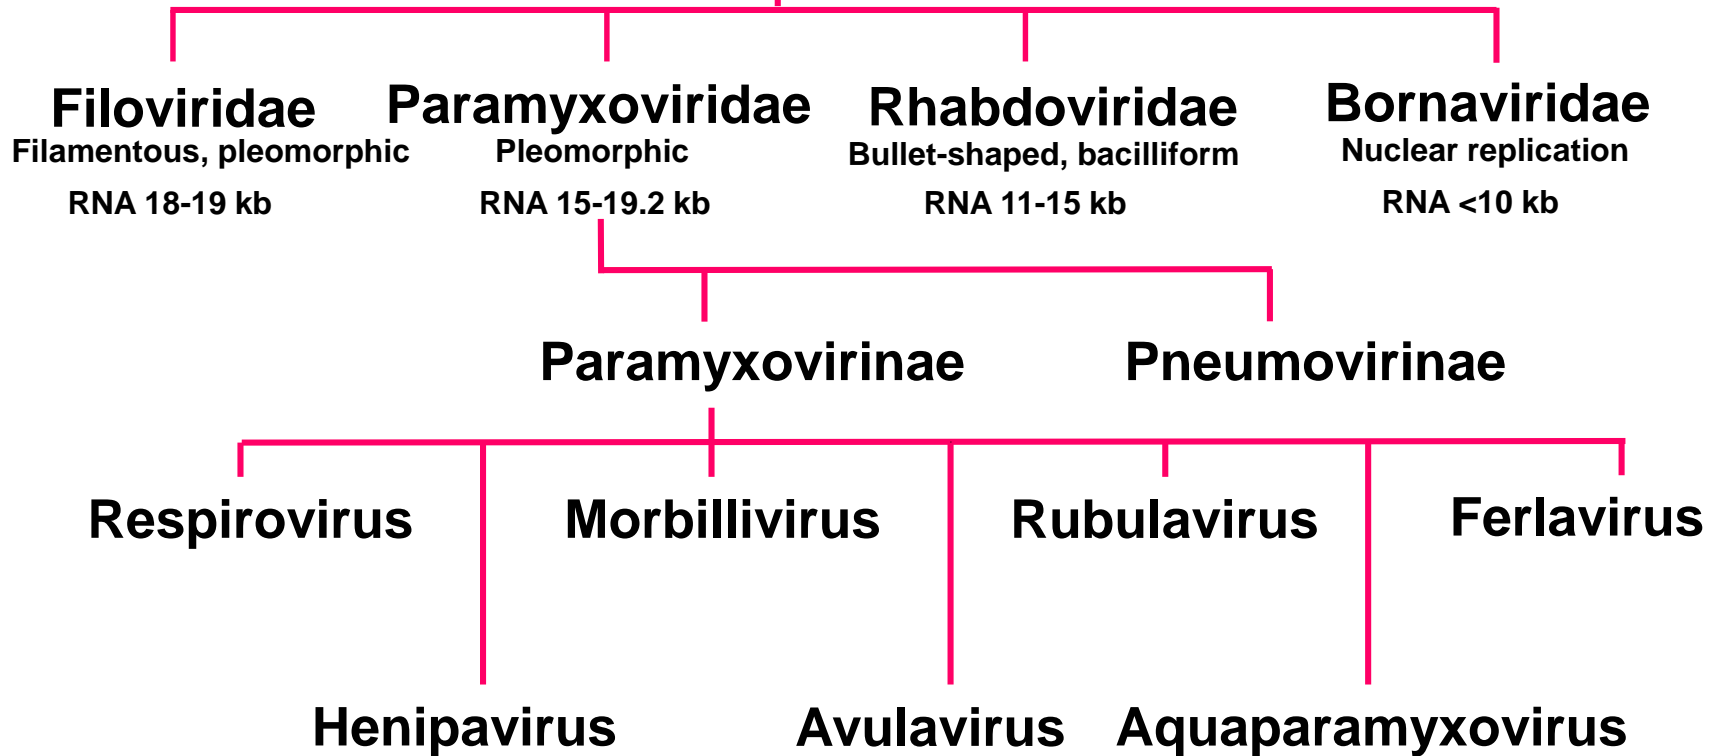 Filoviridae
Filamentous, pleomorphic
RNA 18-19 kb
Paramyxoviridae
Pleomorphic
RNA 15-19.2 kb
Rhabdoviridae
Bullet-shaped, bacilliform
RNA 11-15 kb
Bornaviridae
Nuclear replication
RNA <10 kb
Paramyxovirinae
Pneumovirinae
Respirovirus
Morbillivirus
Rubulavirus
Ferlavirus
Henipavirus
Avulavirus
Aquaparamyxovirus